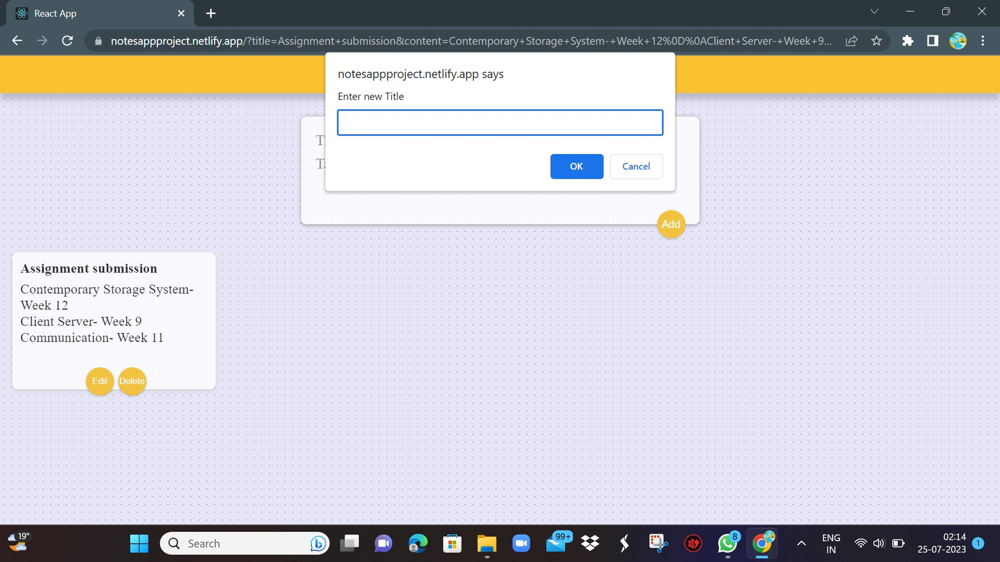 React App
notesappproject.netlify.app/?title=Assignment+submission&content=Contemporary+Storage+System-+Week+12%0D%0AClient+Server-+Week+9...
notesappproject.netlify.app says
Enter new Title
OK
Cancel
Add
Assignment submission
Contemporary Storage System-
Week 12
Client Server- Week 9
Communication- Week 11
Edit
Delete
19°
Search
99+
8
ENG
IN
02:14
25-07-2023
1